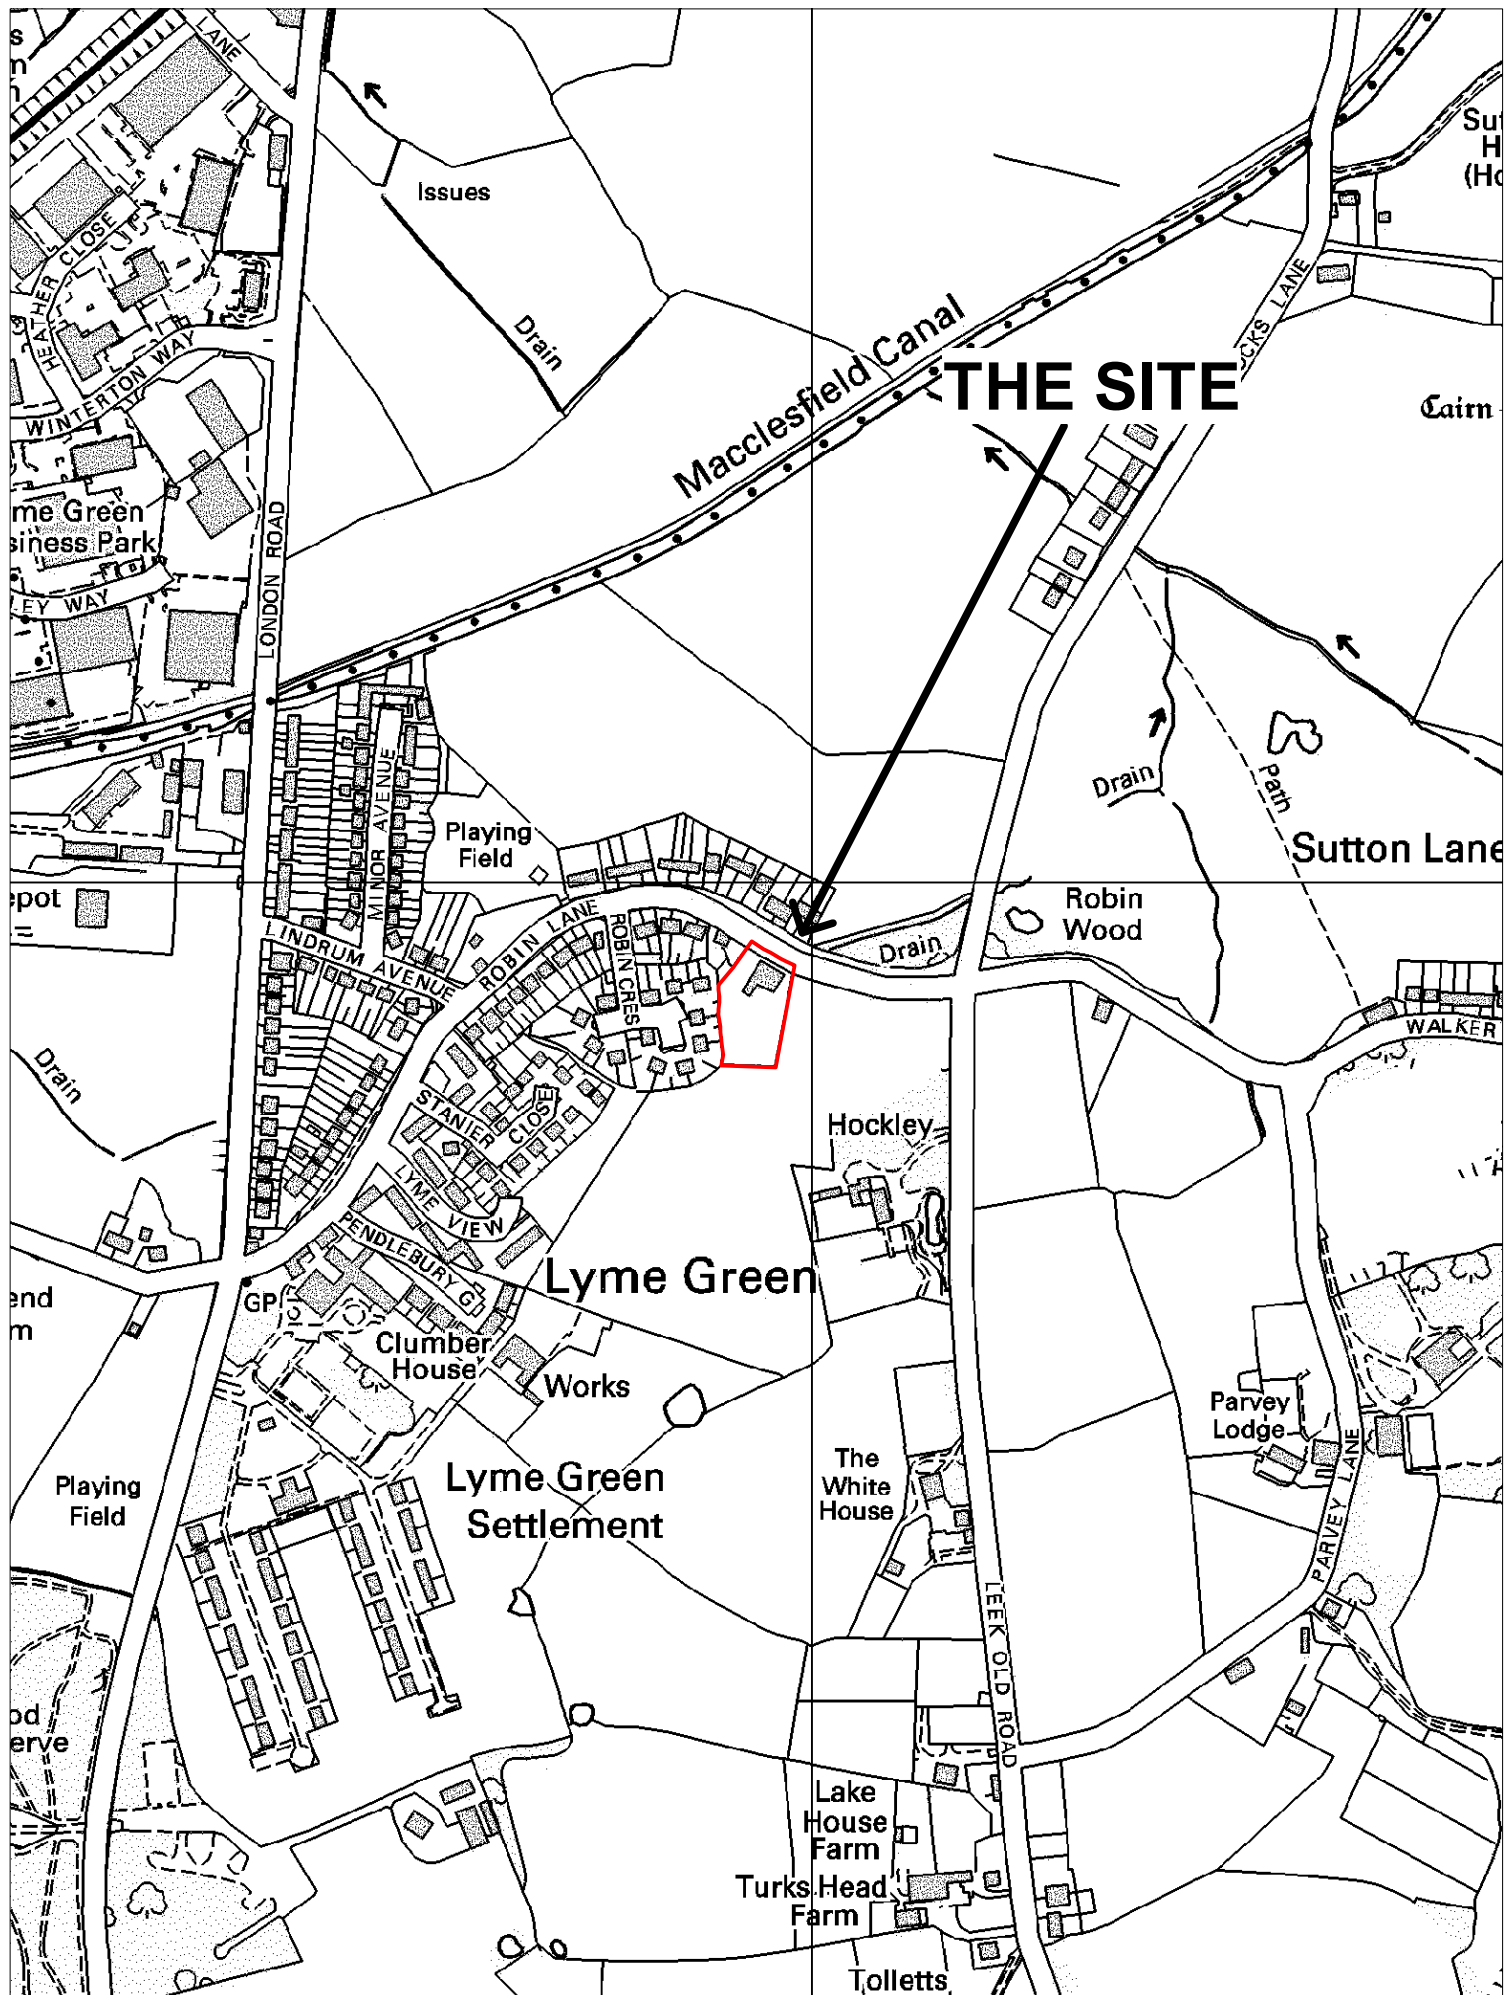 LANE
Issues
Drain
HEATHER CLOSE
WINTERTON WAY
me Green
siness Park
LEY WAY
LONDON ROAD
Macclesfield Canal
THE SITE
OCKS LANE
Sut
H
(Ho
Cairn
Drain
Path
Sutton Lane
Playing
Field
MINOR AVENUE
epot
LINDRUM AVENUE
ROBIN LANE
ROBIN CRES
Drain
Robin
Wood
WALKER
Drain
STANIER
CLOSE
LYME VIEW
PENDLEBURY G
Hockley
Lyme Green
end
m
GP
Clumber
House
Works
Parvey
Lodge
PARVEY LANE
The
White
House
Lyme Green
Settlement
Playing
Field
LEEK OLD ROAD
od
erve
Lake
House
Farm
Turks Head
Farm
Tolletts